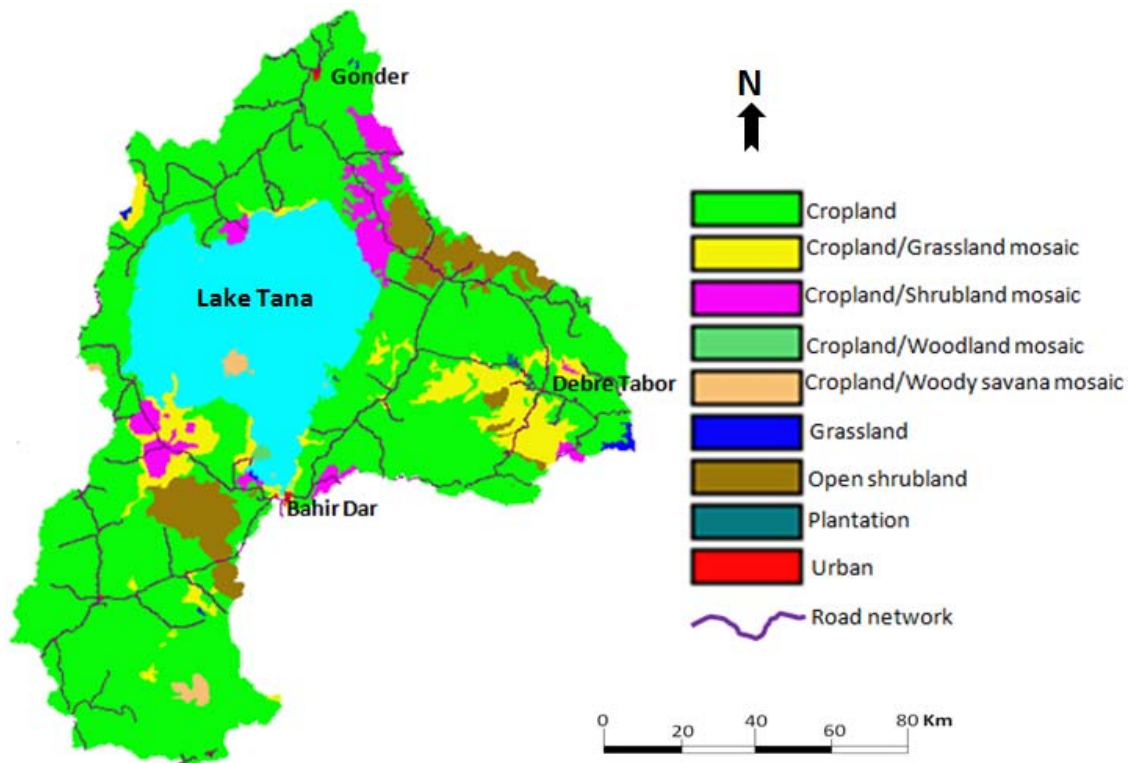 Gonder
N
Lake Tana
Debre Tabor
Bahir Dar
Cropland
Cropland/Grassland mosaic
Cropland/Shrubland mosaic
Cropland/Woodland mosaic
Cropland/Woody savana mosaic
Grassland
Open shrubland
Plantation
Urban
Road network
0 20 40 60 80 Km